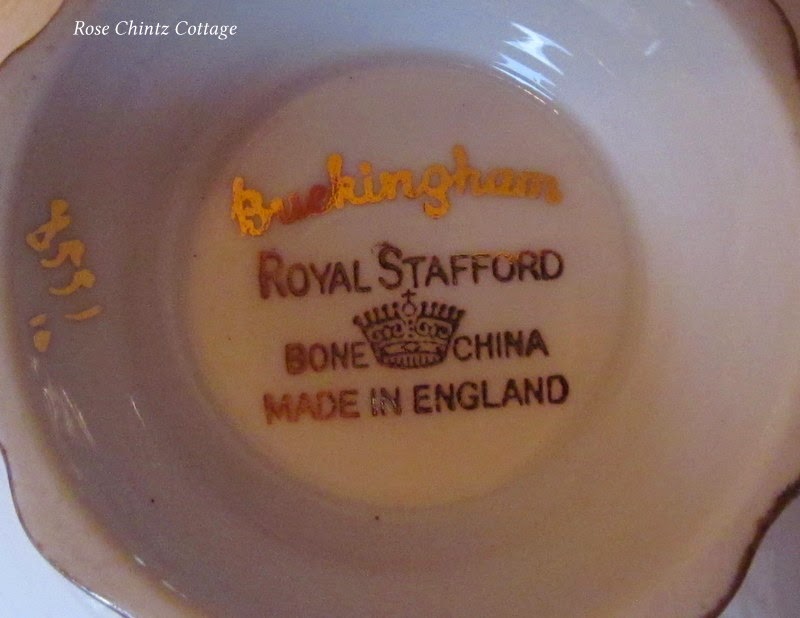 Rose Chintz Cottage
Buckingham
ROYAL STAFFORD
BONE CHINA
MADE IN ENGLAND